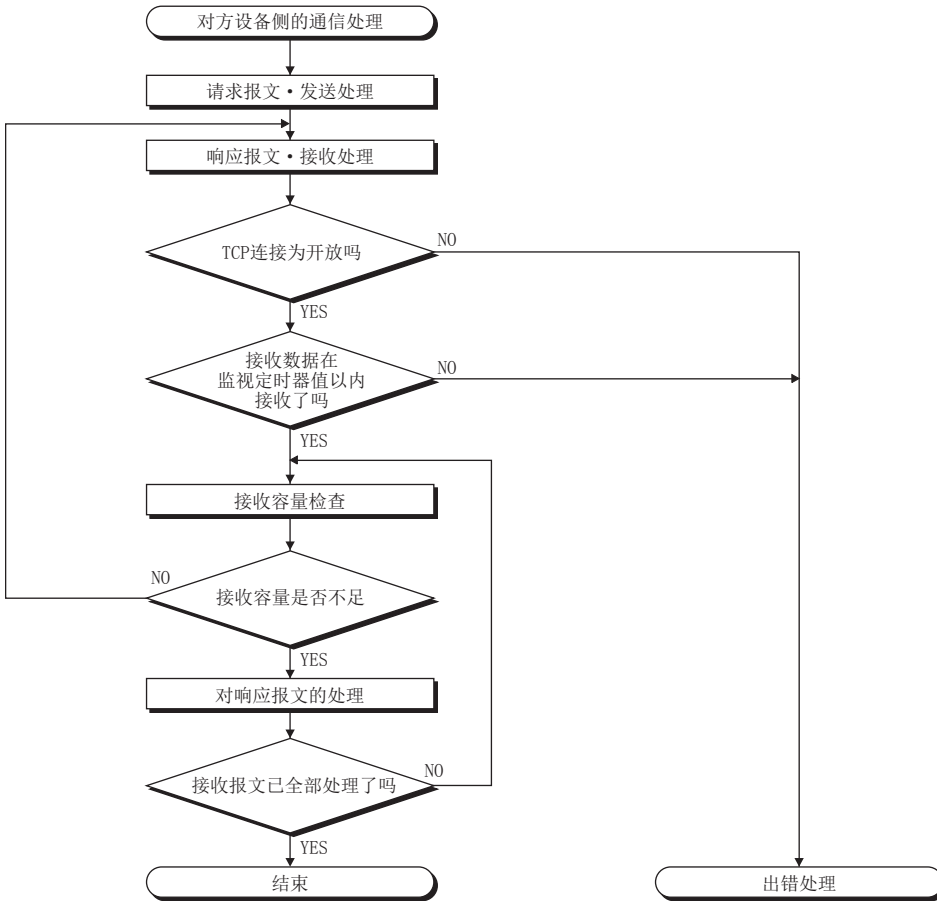 对方设备侧的通信处理
请求报文・发送处理
响应报文・接收处理
TCP连接为开放吗
NO
YES
接收数据在
监视定时器值以内
接收了吗
NO
YES
接收容量检查
NO
接收容量是否不足
YES
对响应报文的处理
接收报文已全部处理了吗
NO
YES
结束
出错处理